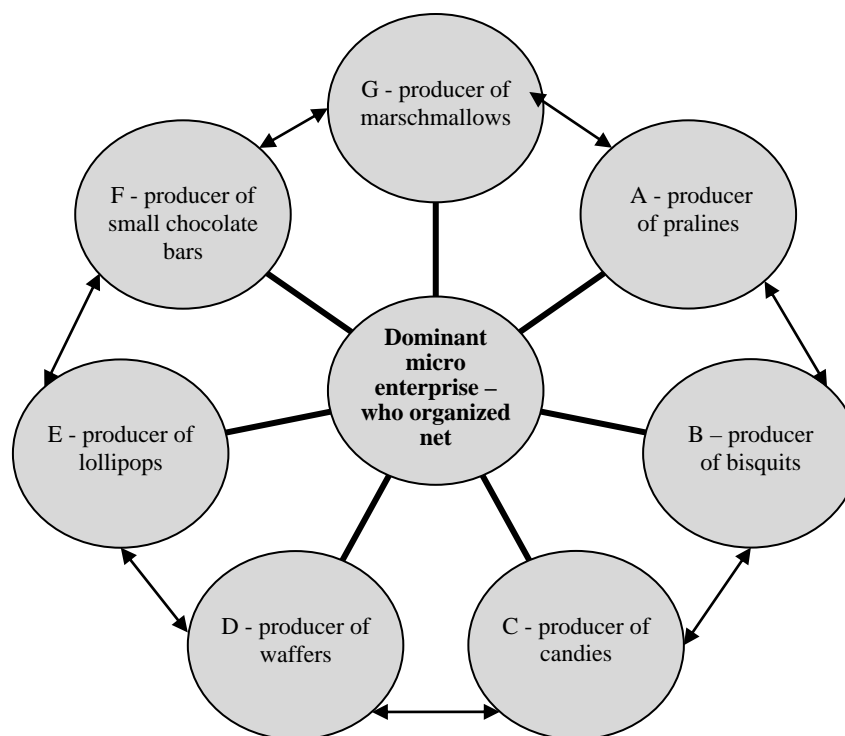 G - producer of
marschmallows
F - producer of
small chocolate
bars
A - producer
of pralines
Dominant
micro
enterprise –
who organized
net
E - producer of
lollipops
B – producer
of bisquits
D - producer of
waffers
C - producer of
candies